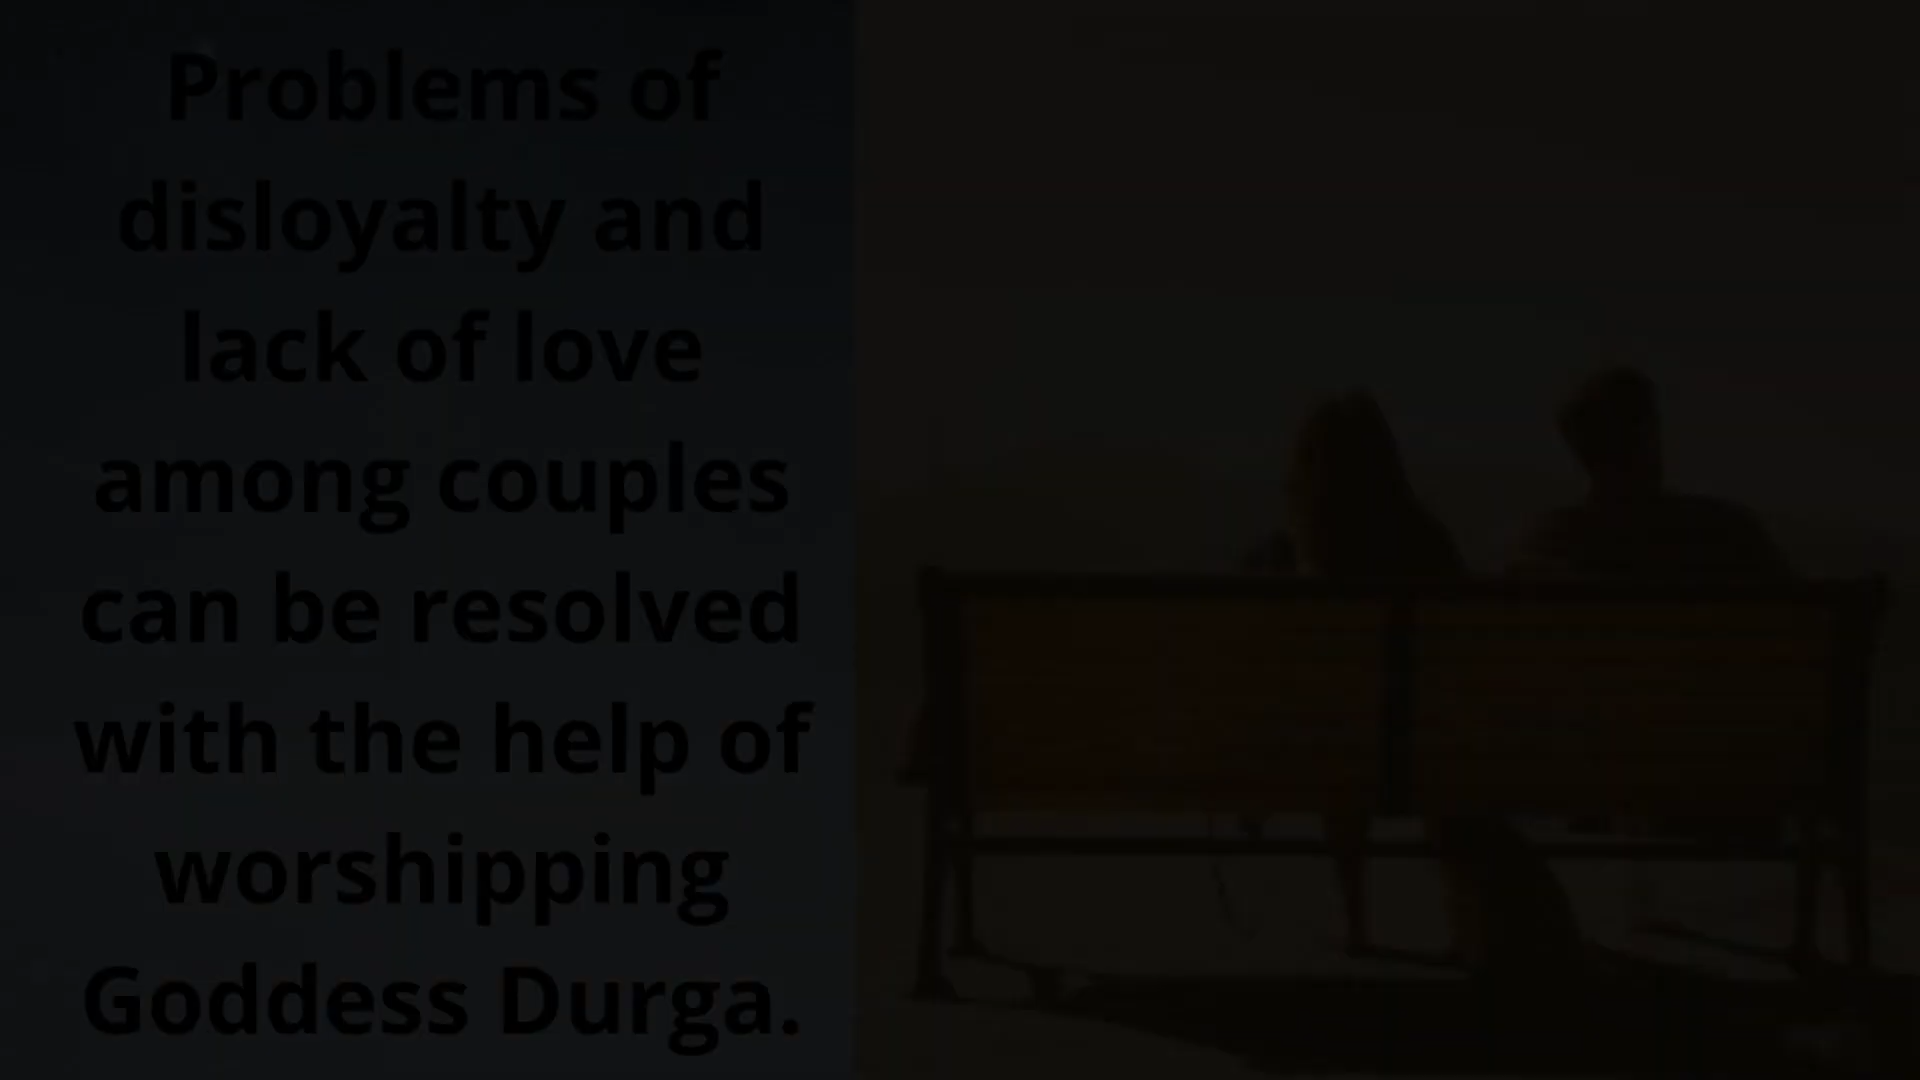 Problems of
disloyalty and
lack of love
among couples
can be resolved
with the help of
worshipping
Goddess Durga.